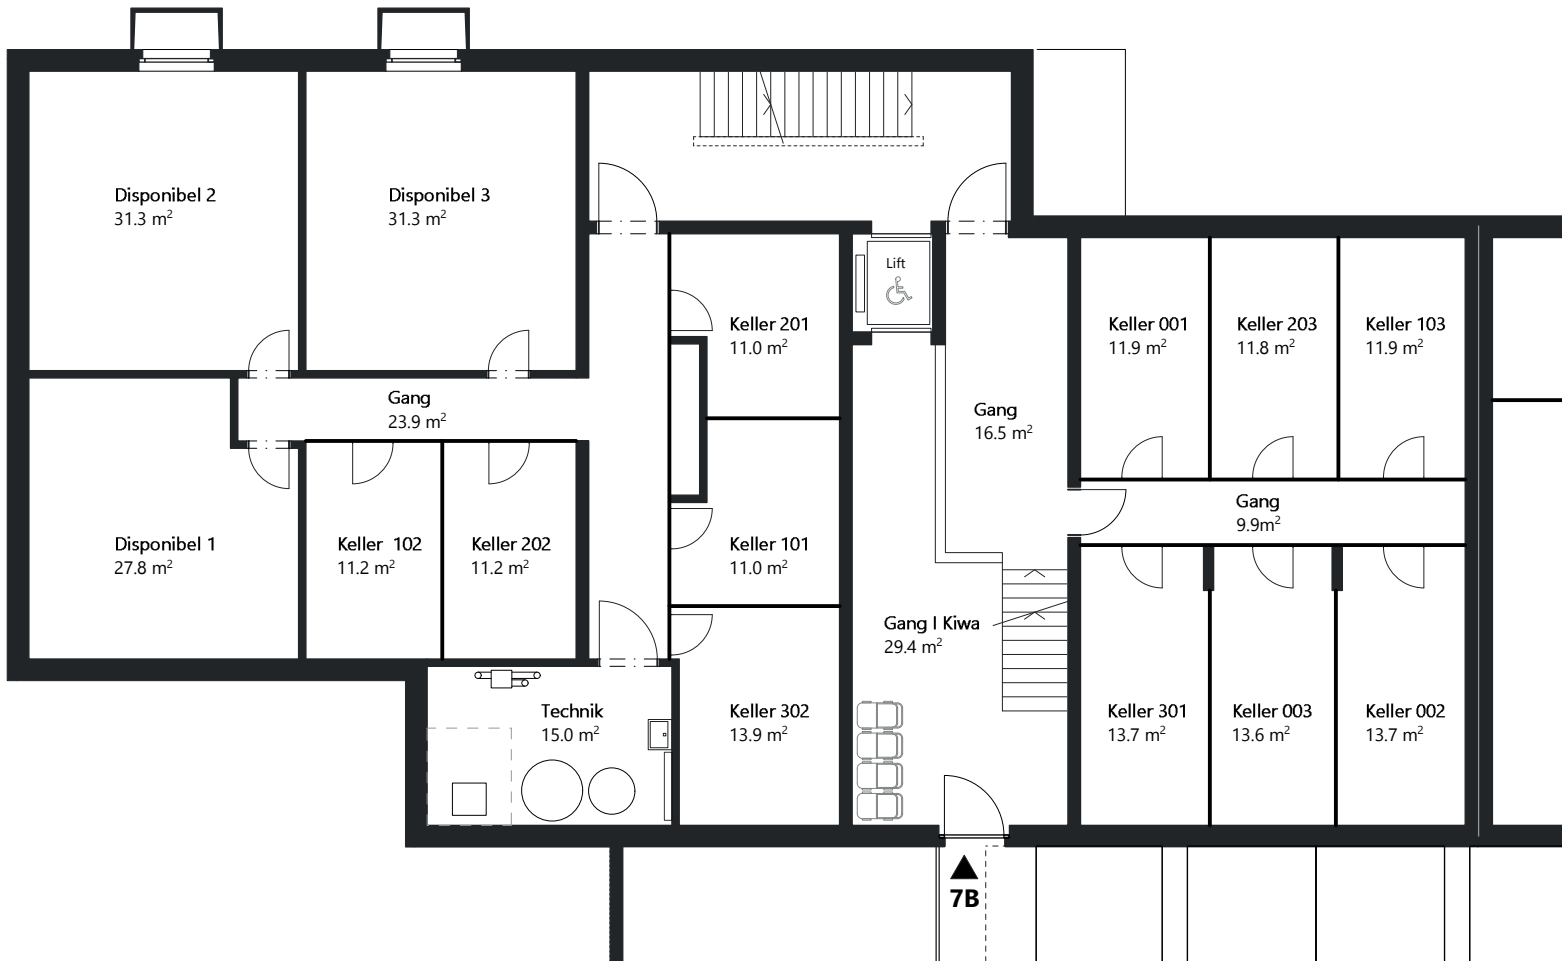 Disponibel 2
31.3 m²
Disponibel 3
31.3 m²
Lift
Keller 201
11.0 m²
Keller 001
11.9 m²
Keller 203
11.8 m²
Keller 103
11.9 m²
Gang
23.9 m²
Gang
16.5 m²
Gang
9.9m²
Disponibel 1
27.8 m²
Keller 102
11.2 m²
Keller 202
11.2 m²
Keller 101
11.0 m²
Gang I Kiwa
29.4 m²
Technik
15.0 m²
Keller 302
13.9 m²
Keller 301
13.7 m²
Keller 003
13.6 m²
Keller 002
13.7 m²
7B